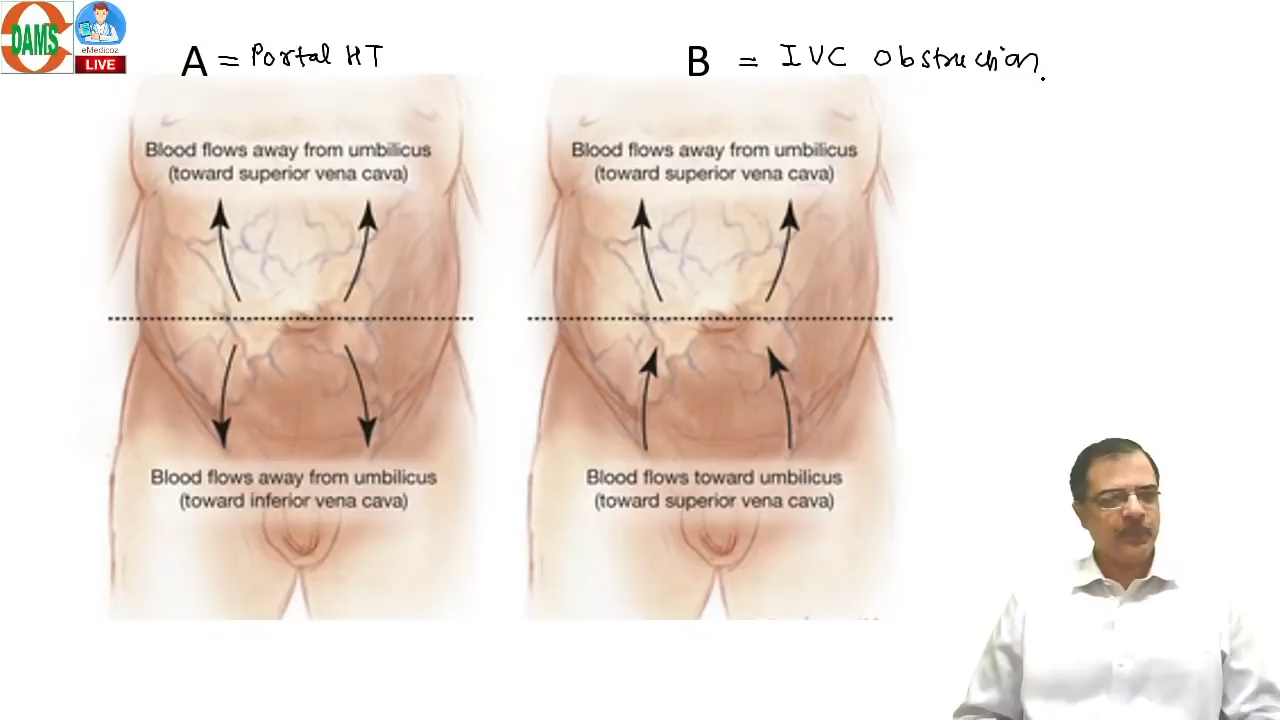 DAMS
eMedicoz
LIVE
A = Portal HT
B = IVC Obstruction.
Blood flows away from umbilicus
(toward superior vena cava)
Blood flows away from umbilicus
(toward superior vena cava)
Blood flows away from umbilicus
(toward inferior vena cava)
Blood flows toward umbilicus
(toward superior vena cava)